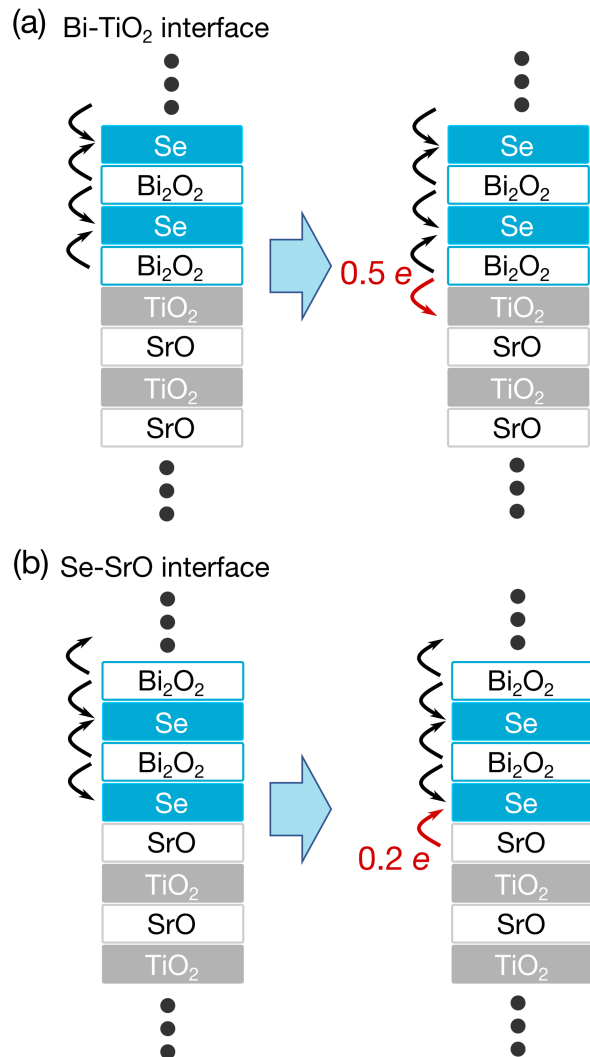 (a) Bi-TiO₂ interface
Se
Bi₂O₂
Se
Bi₂O₂
TiO₂
SrO
TiO₂
SrO
Se
Bi₂O₂
Se
0.5 e
Bi₂O₂
TiO₂
SrO
TiO₂
SrO
(b) Se-SrO interface
Bi₂O₂
Se
Bi₂O₂
Se
SrO
TiO₂
SrO
TiO₂
Bi₂O₂
Se
Bi₂O₂
Se
0.2 e
SrO
TiO₂
SrO
TiO₂